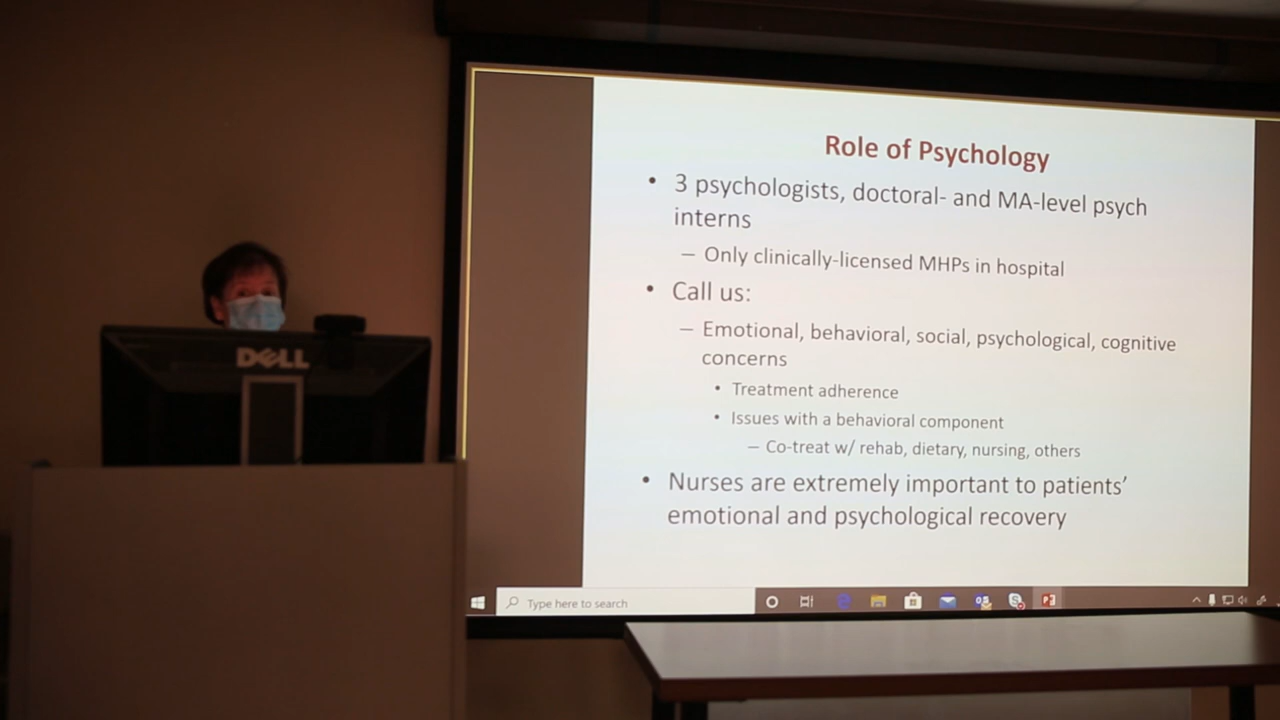 Role of Psychology
• 3 psychologists, doctoral- and MA-level psych
interns
– Only clinically-licensed MHPs in hospital
• Call us:
– Emotional, behavioral, social, psychological, cognitive
concerns
• Treatment adherence
• Issues with a behavioral component
– Co-treat w/ rehab, dietary, nursing, others
• Nurses are extremely important to patients’
emotional and psychological recovery
Type here to search
DELL